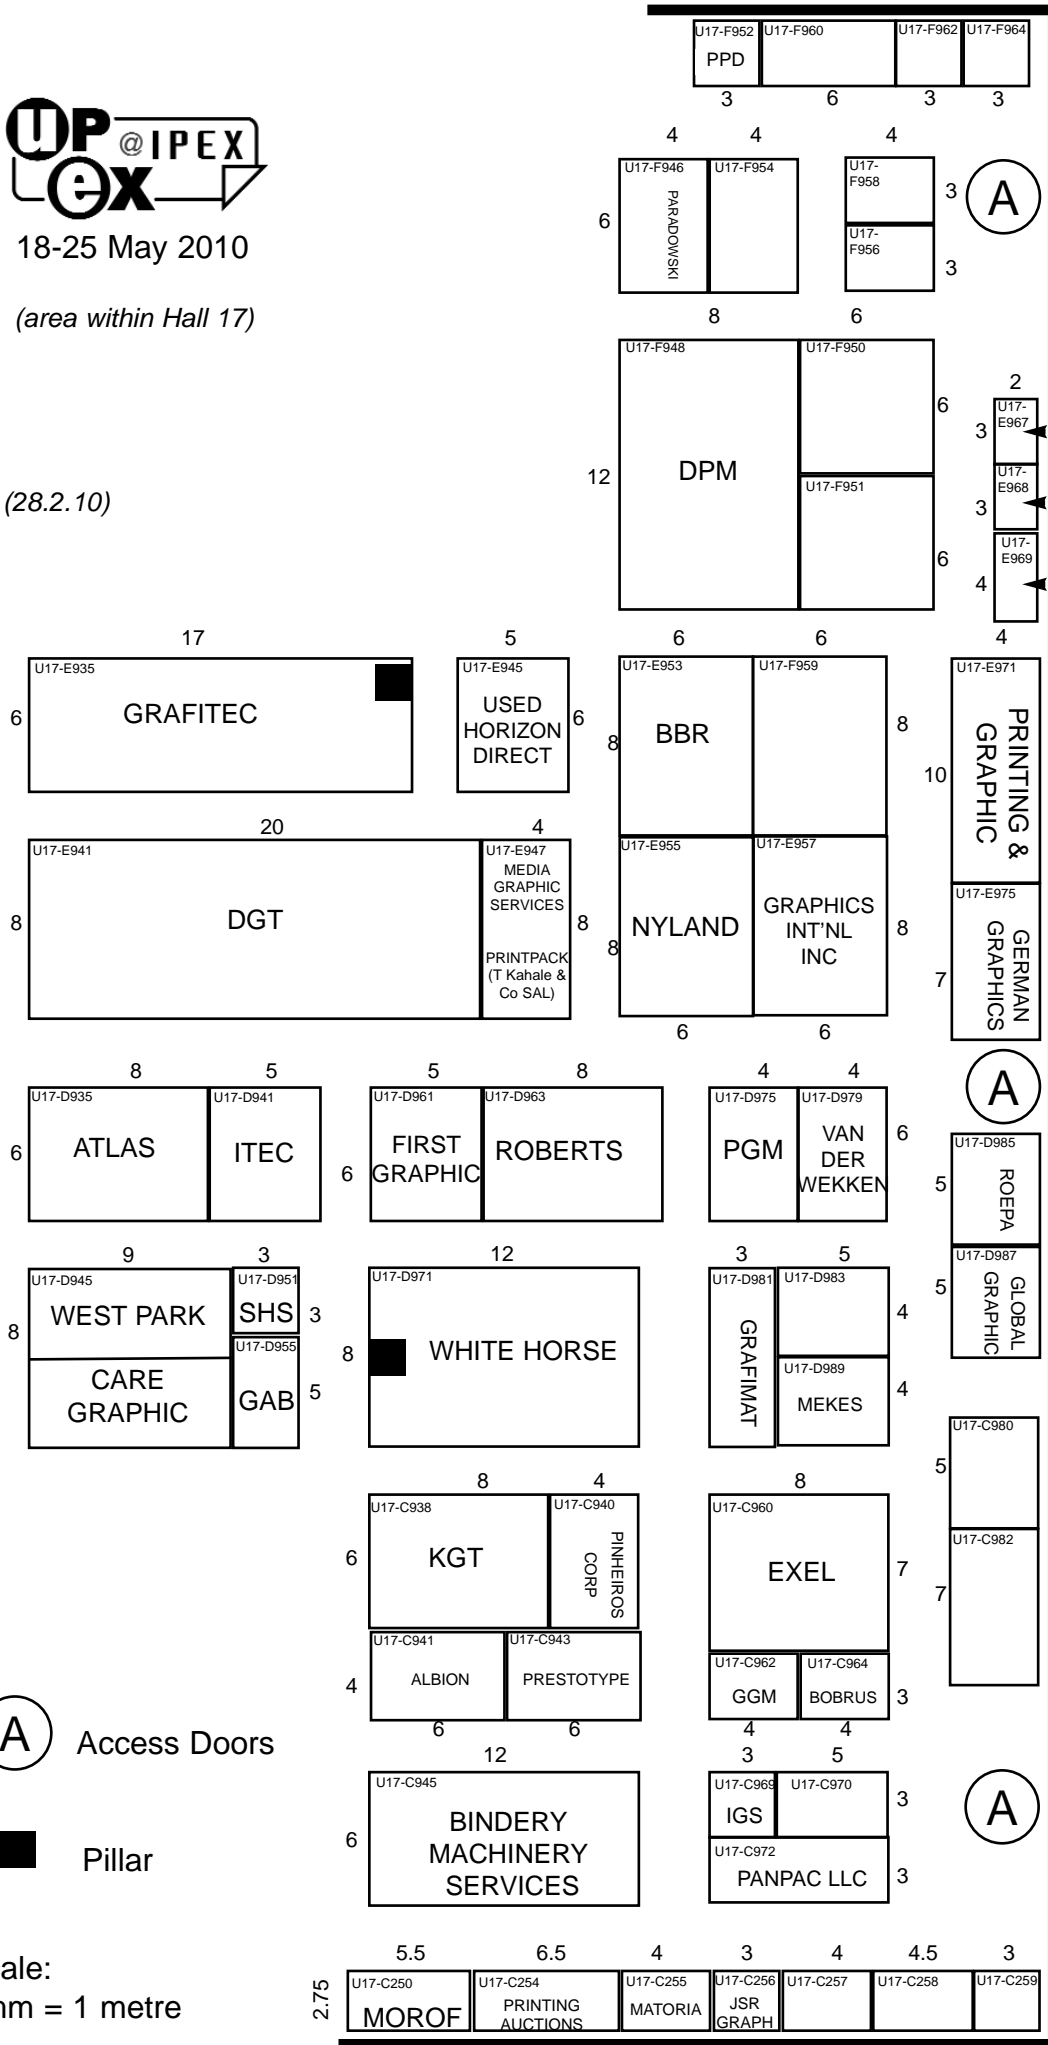 U17-F952 U17-F960 U17-F962 U17-F964
PPD
3 6 3 3
UP @ IPEX
ex
18-25 May 2010
(area within Hall 17)
(28.2.10)
4 4 4
U17-F946 U17-F954 U17-
F958
PARADOWSKI
6 3 A
U17-
F956
3
8 6
U17-F948 U17-F950
DPM
12 6
U17-F951
6
2
U17-
E967
3
U17-
E968
3
U17-
E969
4
17 5 6 6 4
U17-E935 U17-E945 U17-E953 U17-F959 U17-E971
6 GRAFITEC
USED
HORIZON
DIRECT
6
8 BBR 8
10 PRINTING &
GRAPHIC
20 4
U17-E941 U17-E947 U17-E955 U17-E957 U17-E975
8 DGT
MEDIA
GRAPHIC
SERVICES
PRINTPACK
(T Kahale &
Co SAL)
8
8 NYLAND
GRAPHICS
INT'NL
INC
8
7 GERMAN
GRAPHICS
6 6
A
8 5 5 8 4 4
U17-D935 U17-D941 U17-D961 U17-D963 U17-D975 U17-D979
6 ATLAS ITEC
6 FIRST
GRAPHIC
ROBERTS
PGM
VAN
DER
WEKKEN
6
U17-D985
5 ROEPA
9 3 12 3 5
U17-D945 U17-D951 U17-D971 U17-D981 U17-D983 U17-D987
8 WEST PARK
SHS 3
CARE
GRAPHIC
U17-D955
GAB 5
8 WHITE HORSE
GRAFIMAT
4
U17-D989
MEKES 4
5 GLOBAL
GRAPHIC
8 4 8
U17-C938 U17-C940 U17-C960 U17-C980
6 KGT
PINHEIROS
CORP
EXEL 7
5
U17-C982
7
U17-C941 U17-C943 U17-C962 U17-C964
4 ALBION PRESTOTYPE GGM BOBRUS 3
6 6 4 4
A Access Doors
12 3 5
U17-C945 U17-C969 U17-C970
6 BINDERY
MACHINERY
SERVICES
IGS 3
A
U17-C972
PANPAC LLC 3
Pillar
5.5 6.5 4 3 4 4.5 3
ale:
2.75
U17-C250 U17-C254 U17-C255 U17-C256 U17-C257 U17-C258 U17-C259
MOROF
PRINTING
AUCTIONS
MATORIA
JSR
GRAPH
m = 1 metre